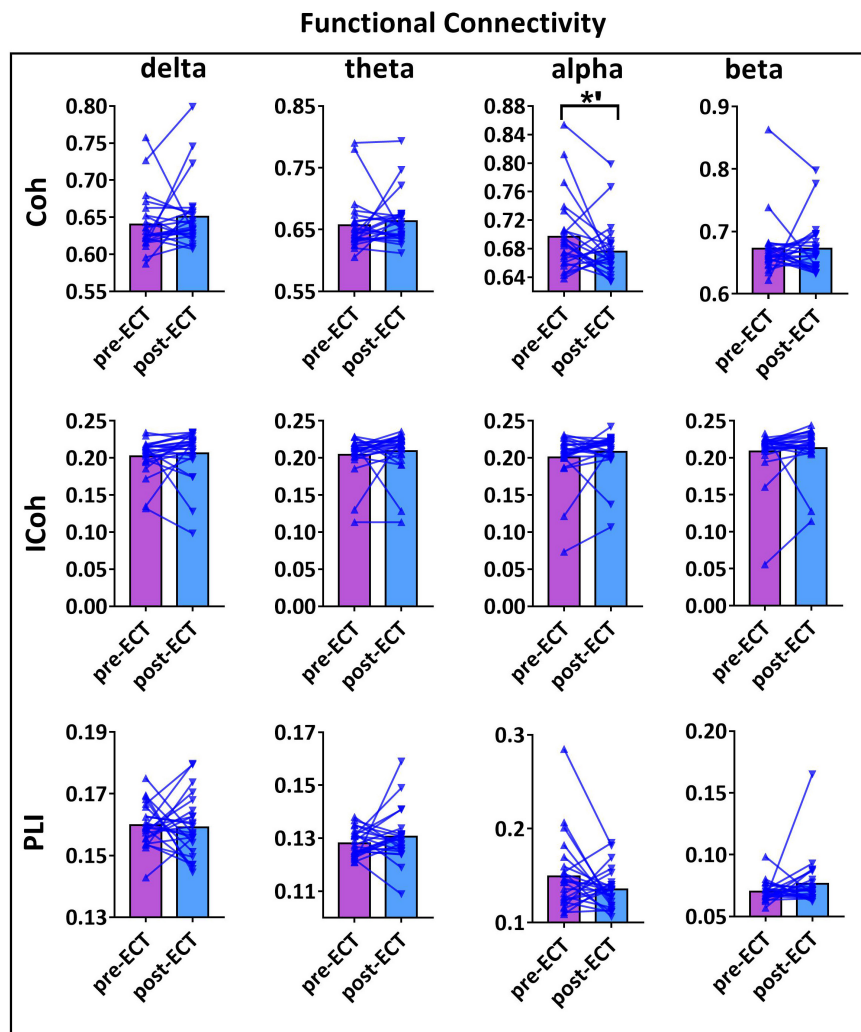 Functional Connectivity
delta theta alpha beta
Coh
0.80
0.75
0.70
0.65
0.60
0.55
pre-ECT
post-ECT
0.85
0.75
0.65
0.55
pre-ECT
post-ECT
0.88
0.84
0.80
0.76
0.72
0.68
0.64
*'
pre-ECT
post-ECT
0.9
0.8
0.7
0.6
pre-ECT
post-ECT
ICoh
0.25
0.20
0.15
0.10
0.05
0.00
pre-ECT
post-ECT
0.25
0.20
0.15
0.10
0.05
0.00
pre-ECT
post-ECT
0.25
0.20
0.15
0.10
0.05
0.00
pre-ECT
post-ECT
0.25
0.20
0.15
0.10
0.05
0.00
pre-ECT
post-ECT
PLI
0.19
0.17
0.15
0.13
pre-ECT
post-ECT
0.17
0.15
0.13
0.11
pre-ECT
post-ECT
0.3
0.2
0.1
pre-ECT
post-ECT
0.20
0.15
0.10
0.05
pre-ECT
post-ECT